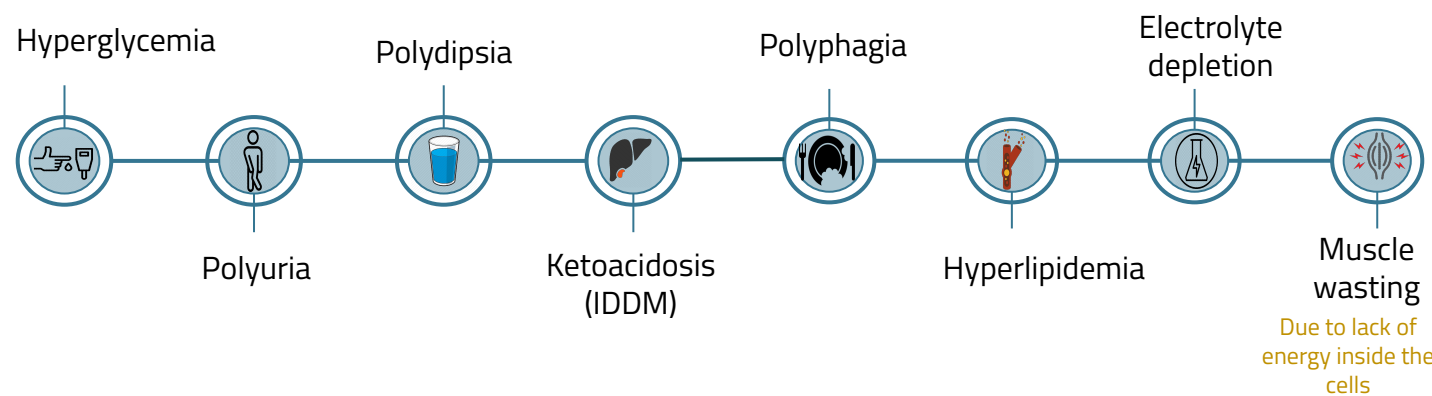 Hyperglycemia
Polyuria
Polydipsia
Ketoacidosis
(IDDM)
Polyphagia
Hyperlipidemia
Electrolyte
depletion
Muscle
wasting
Due to lack of
energy inside the
cells